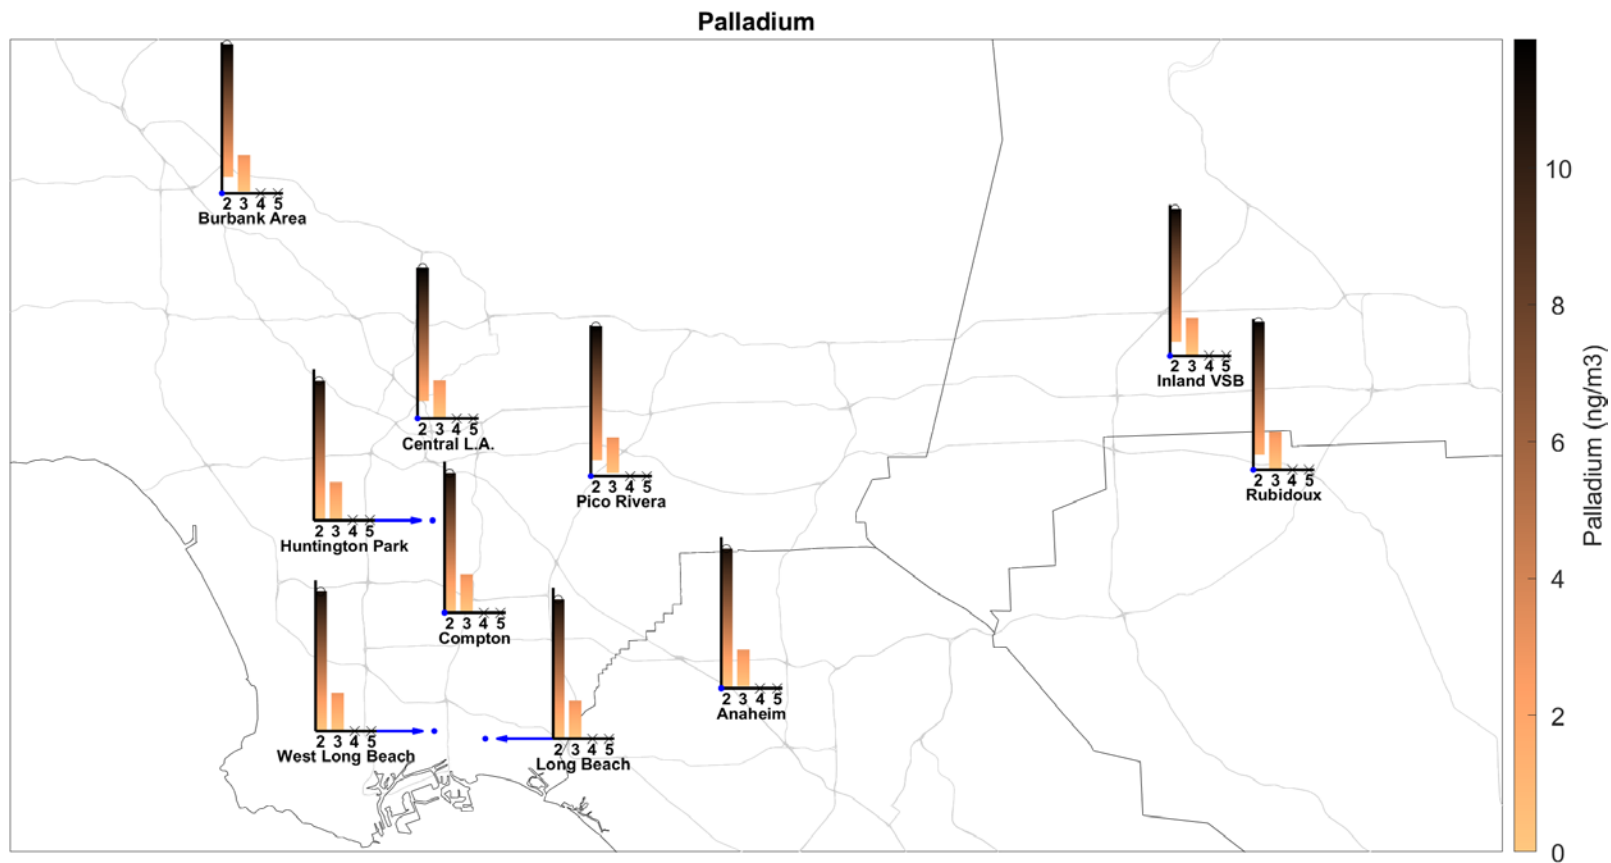 Palladium
2 3 4 5
Burbank Area
2 3 4 5
Inland VSB
2 3 4 5
Central L.A.
2 3 4 5
Pico Rivera
2 3 4 5
Rubidoux
2 3 4 5
Huntington Park
2 3 4 5
Compton
2 3 4 5
Anaheim
2 3 4 5
West Long Beach
2 3 4 5
Long Beach
10
8
6
4
2
0
Palladium (ng/m3)